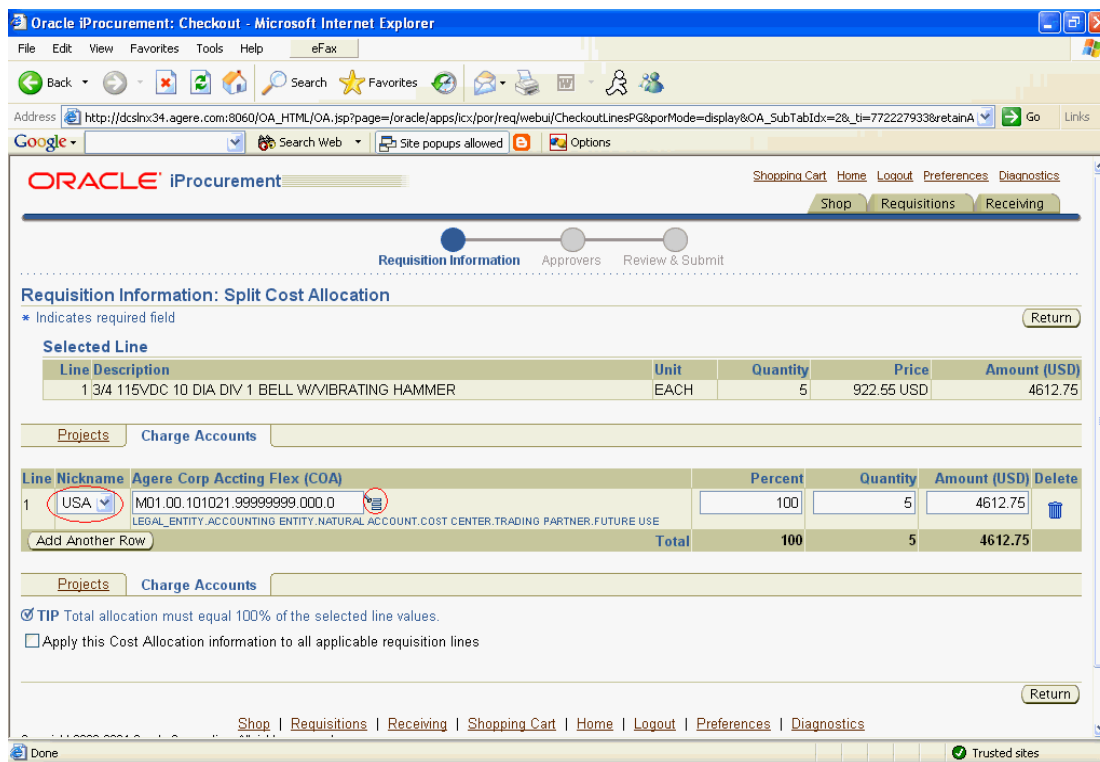 Oracle iProcurement: Checkout - Microsoft Internet Explorer
File Edit View Favorites Tools Help eFax
Back Search Favorites
Address http://dcslnx34.agere.com:8060/OA_HTML/OA.jsp?page=/oracle/apps/icx/por/req/webui/CheckoutLinesPG&porMode=display&OA_SubTabIdx=2&_ti=772227933&retainA Go Links
Google Search Web Site popups allowed Options
ORACLE iProcurement
Shopping Cart Home Logout Preferences Diagnostics
Shop Requisitions Receiving
Requisition Information Approvers Review & Submit
Requisition Information: Split Cost Allocation
* Indicates required field Return
Selected Line
Line Description Unit Quantity Price Amount (USD)
1 3/4 115VDC 10 DIA DIV 1 BELL W/VIBRATING HAMMER EACH 5 922.55 USD 4612.75
Projects Charge Accounts
Line Nickname Agere Corp Accting Flex (COA) Percent Quantity Amount (USD) Delete
1 USA M01.00.101021.99999999.000.0 100 5 4612.75
LEGAL_ENTITY.ACCOUNTING ENTITY.NATURAL ACCOUNT.COST CENTER.TRADING PARTNER.FUTURE USE
Add Another Row Total 100 5 4612.75
Projects Charge Accounts
TIP Total allocation must equal 100% of the selected line values.
Apply this Cost Allocation information to all applicable requisition lines
Return
Shop | Requisitions | Receiving | Shopping Cart | Home | Logout | Preferences | Diagnostics
Done Trusted sites